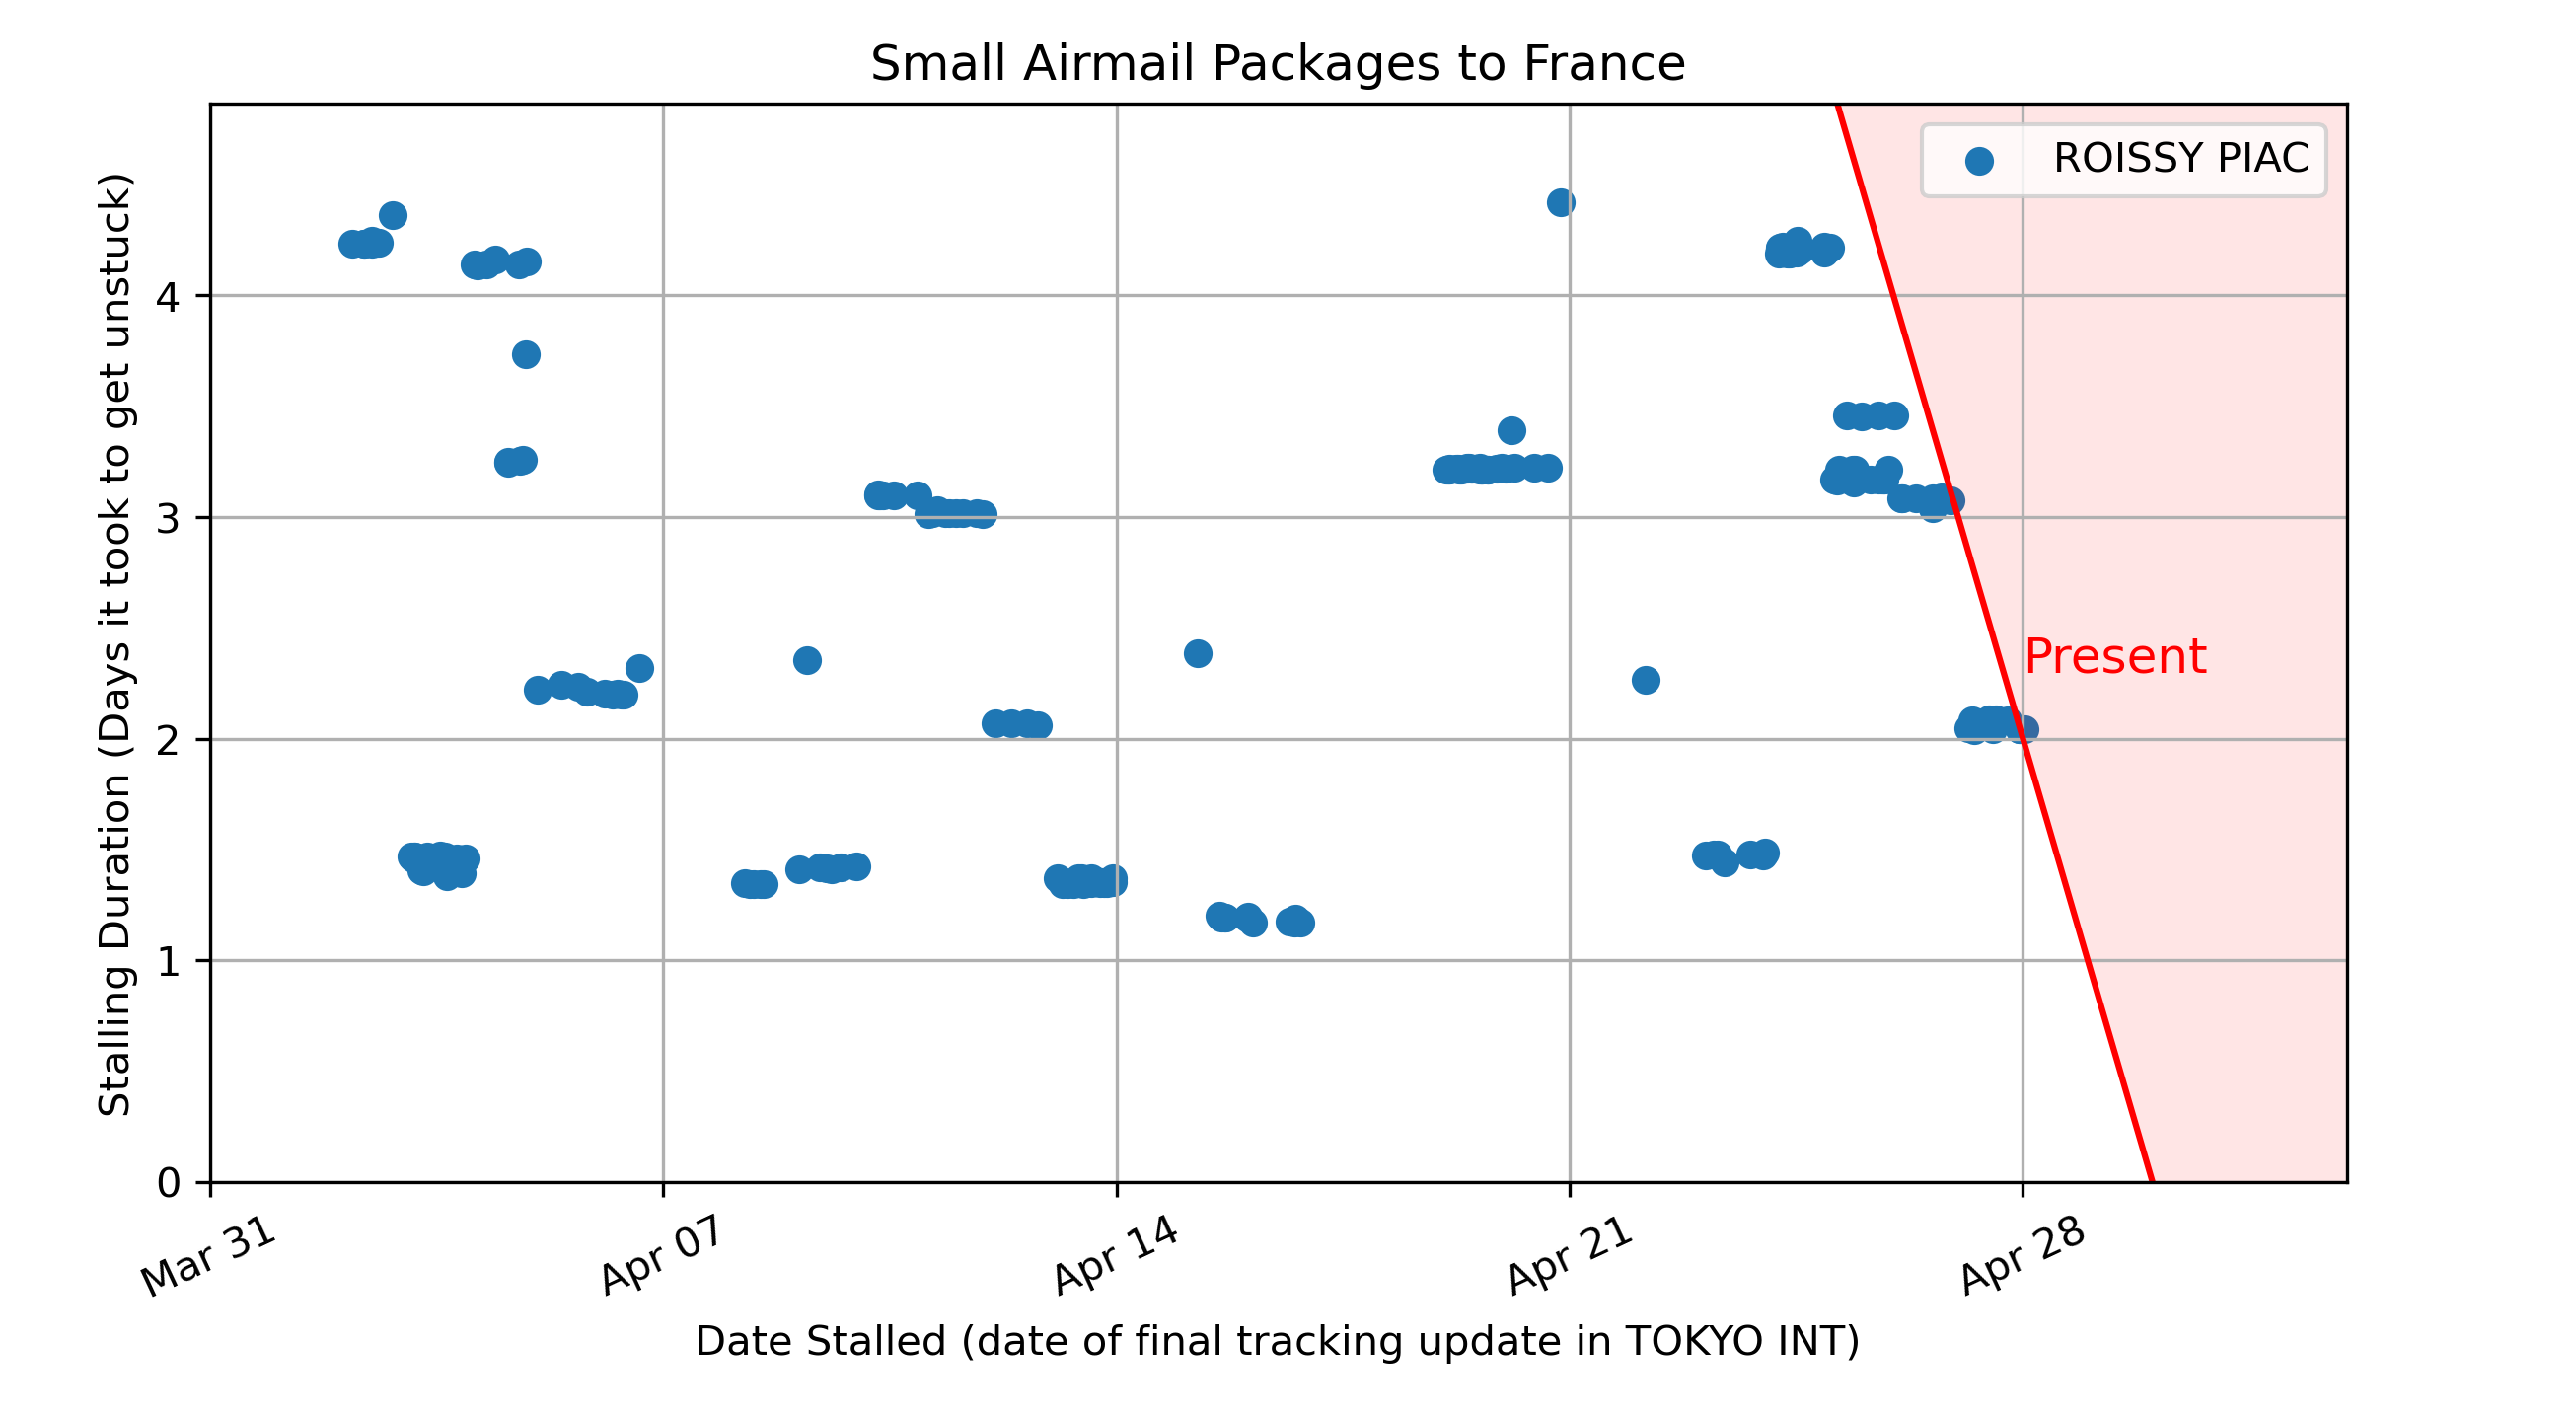 Small Airmail Packages to France
ROISSY PIAC
Stalling Duration (Days it took to get unstuck)
4
3
2
1
0
Present
Mar 31
Apr 07
Apr 14
Apr 21
Apr 28
Date Stalled (date of final tracking update in TOKYO INT)